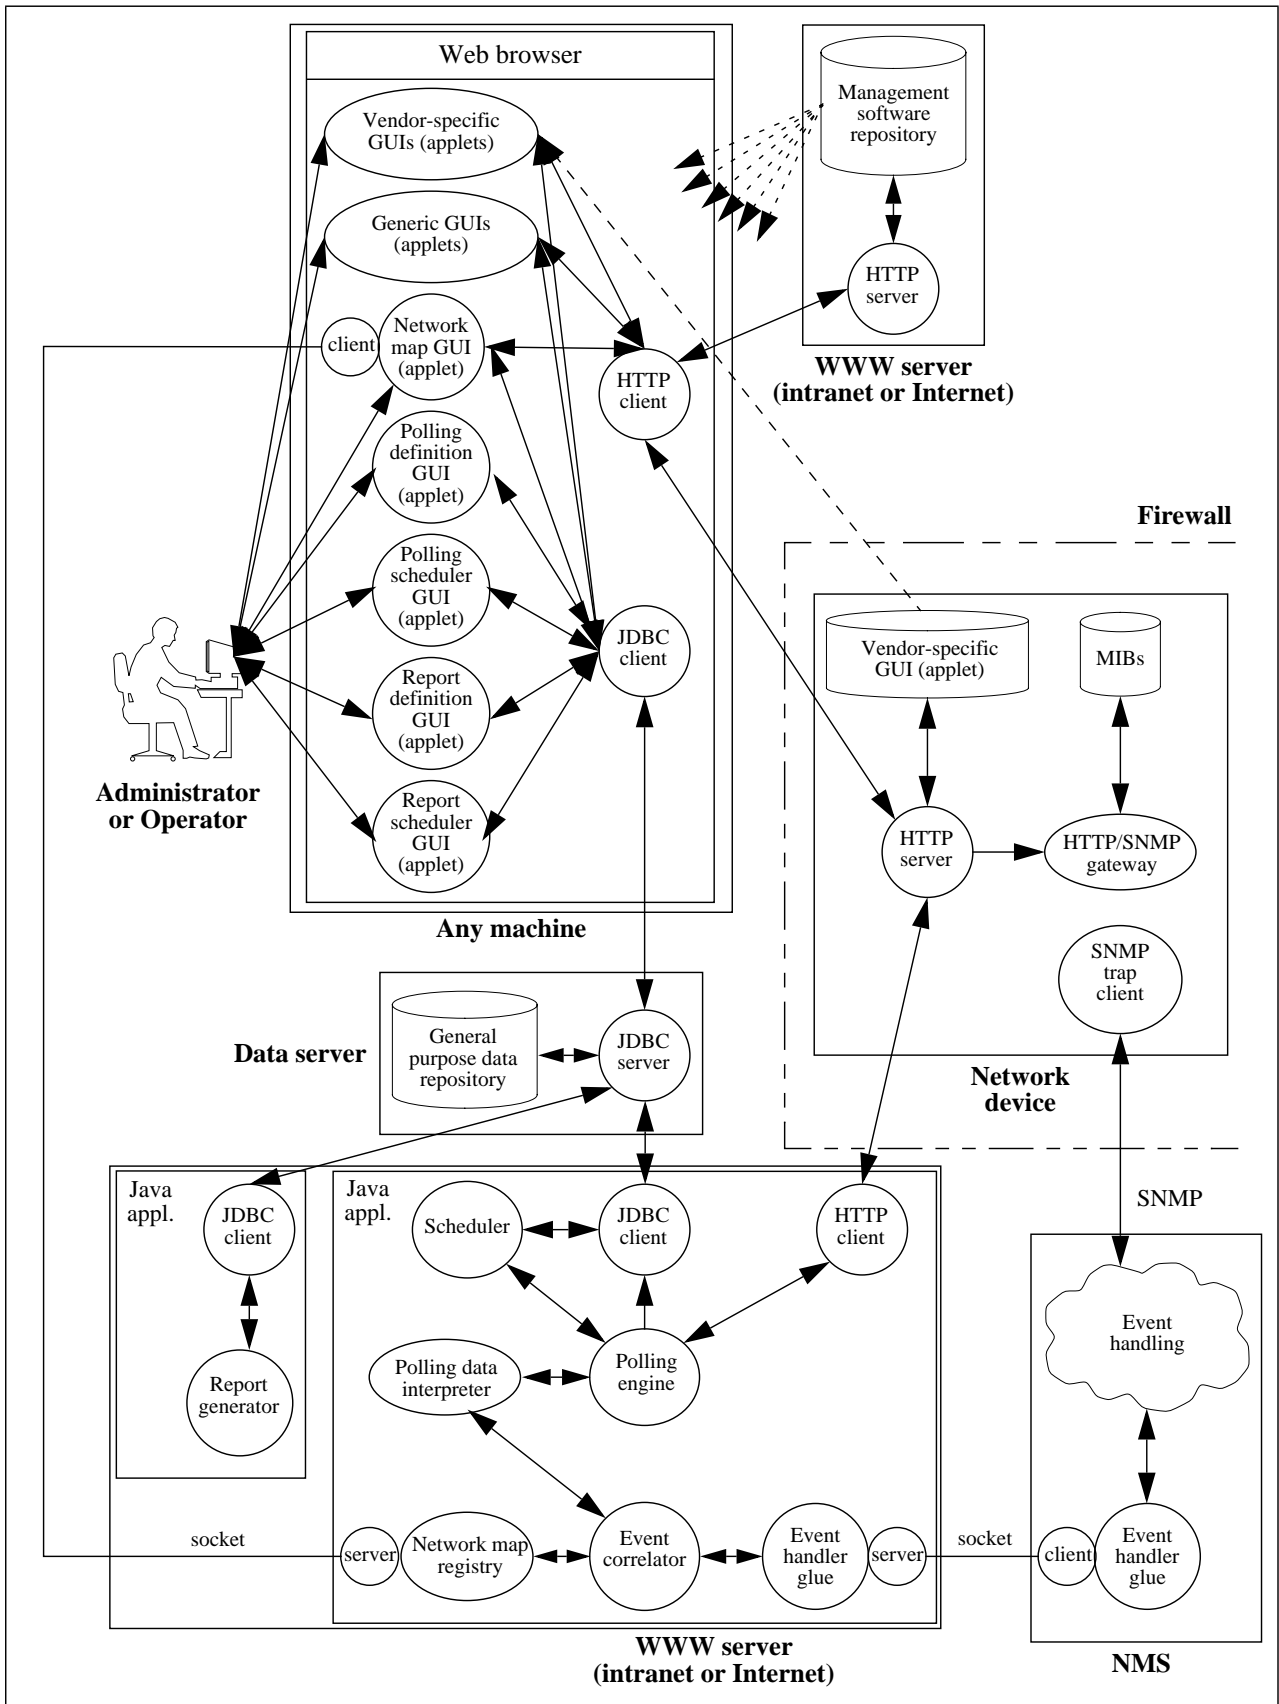 Web browser
Vendor-specific
GUIs (applets)
Generic GUIs
(applets)
client
Network
map GUI
(applet)
HTTP
client
Polling
definition
GUI
(applet)
Polling
scheduler
GUI
(applet)
JDBC
client
Report
definition
GUI
(applet)
Report
scheduler
GUI
(applet)
Any machine
Administrator
or Operator
Management
software
repository
HTTP
server
WWW server
(intranet or Internet)
Firewall
Vendor-specific
GUI (applet)
MIBs
HTTP
server
HTTP/SNMP
gateway
SNMP
trap
client
Network
device
Data server
General
purpose data
repository
JDBC
server
Java
appl.
JDBC
client
Report
generator
Java
appl.
Scheduler
JDBC
client
HTTP
client
Polling data
interpreter
Polling
engine
socket
server
Network map
registry
Event
correlator
Event
handler
glue
server
WWW server
(intranet or Internet)
SNMP
Event
handling
socket
client
Event
handler
glue
NMS